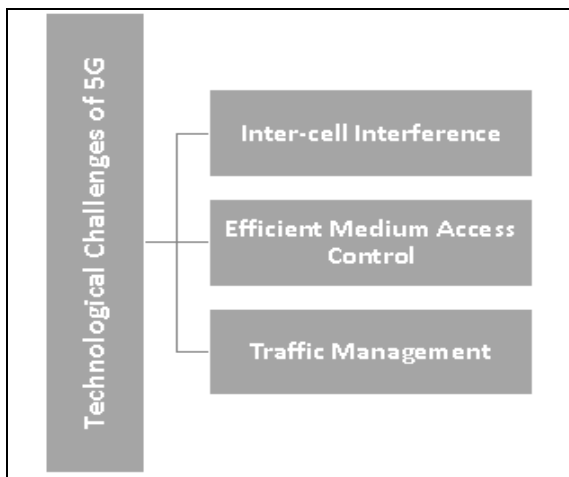 Technological Challenges of 5G
Inter-cell Interference
Efficient Medium Access
Control
Traffic Management